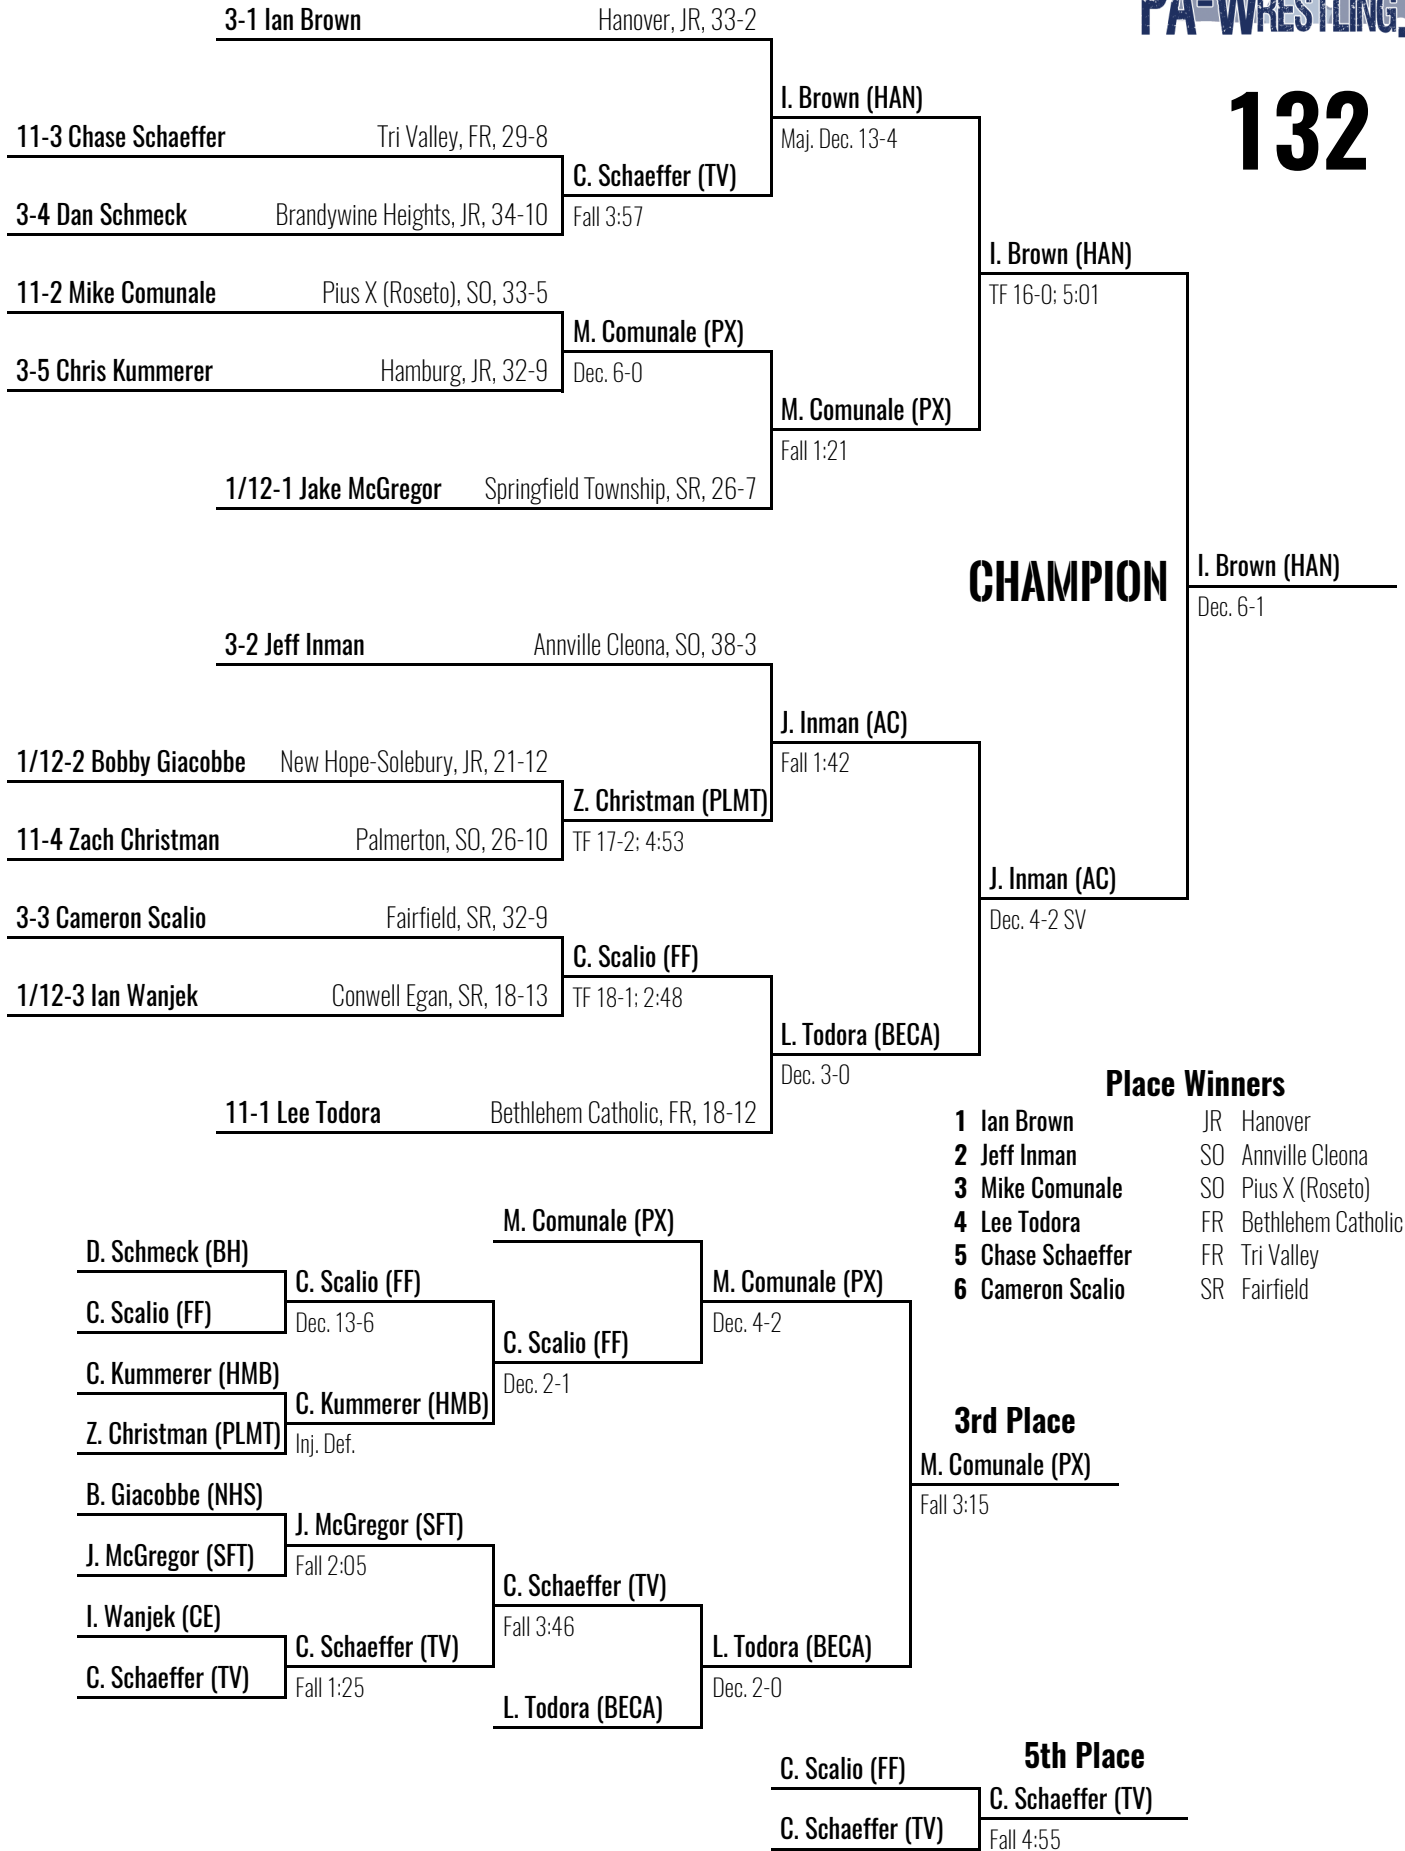 PA-WRESTLING.
132
3-1 Ian Brown Hanover, JR, 33-2
I. Brown (HAN)
Maj. Dec. 13-4
11-3 Chase Schaeffer Tri Valley, FR, 29-8
C. Schaeffer (TV)
Fall 3:57
3-4 Dan Schmeck Brandywine Heights, JR, 34-10
I. Brown (HAN)
TF 16-0; 5:01
11-2 Mike Comunale Pius X (Roseto), SO, 33-5
M. Comunale (PX)
Dec. 6-0
3-5 Chris Kummerer Hamburg, JR, 32-9
M. Comunale (PX)
Fall 1:21
1/12-1 Jake McGregor Springfield Township, SR, 26-7
CHAMPION
I. Brown (HAN)
Dec. 6-1
3-2 Jeff Inman Annville Cleona, SO, 38-3
J. Inman (AC)
Fall 1:42
1/12-2 Bobby Giacobbe New Hope-Solebury, JR, 21-12
Z. Christman (PLMT)
TF 17-2; 4:53
11-4 Zach Christman Palmerton, SO, 26-10
J. Inman (AC)
Dec. 4-2 SV
3-3 Cameron Scalio Fairfield, SR, 32-9
C. Scalio (FF)
TF 18-1; 2:48
1/12-3 Ian Wanjek Conwell Egan, SR, 18-13
L. Todora (BECA)
Dec. 3-0
11-1 Lee Todora Bethlehem Catholic, FR, 18-12
Place Winners
1 Ian Brown JR Hanover
2 Jeff Inman SO Annville Cleona
3 Mike Comunale SO Pius X (Roseto)
4 Lee Todora FR Bethlehem Catholic
5 Chase Schaeffer FR Tri Valley
6 Cameron Scalio SR Fairfield
M. Comunale (PX)
D. Schmeck (BH)
C. Scalio (FF)
Dec. 13-6
C. Scalio (FF)
M. Comunale (PX)
Dec. 4-2
C. Scalio (FF)
Dec. 2-1
C. Kummerer (HMB)
C. Kummerer (HMB)
Inj. Def.
Z. Christman (PLMT)
3rd Place
M. Comunale (PX)
Fall 3:15
B. Giacobbe (NHS)
J. McGregor (SFT)
Fall 2:05
J. McGregor (SFT)
C. Schaeffer (TV)
Fall 3:46
I. Wanjek (CE)
C. Schaeffer (TV)
Fall 1:25
C. Schaeffer (TV)
L. Todora (BECA)
Dec. 2-0
L. Todora (BECA)
5th Place
C. Scalio (FF)
C. Schaeffer (TV)
Fall 4:55
C. Schaeffer (TV)